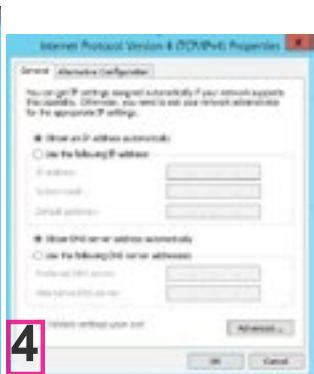 Internet Protocol Version 4 (TCP/IPv4) Properties
General Alternative Configuration
You can get IP settings assigned automatically if your network supports
this capability. Otherwise, you need to ask your network administrator
for the appropriate IP settings.
Obtain an IP address automatically
Use the following IP address:
IP address:
Subnet mask:
Default gateway:
Obtain DNS server address automatically
Use the following DNS server addresses:
Preferred DNS server:
Alternative DNS server:
Validate settings upon exit
Advanced...
4
OK Cancel